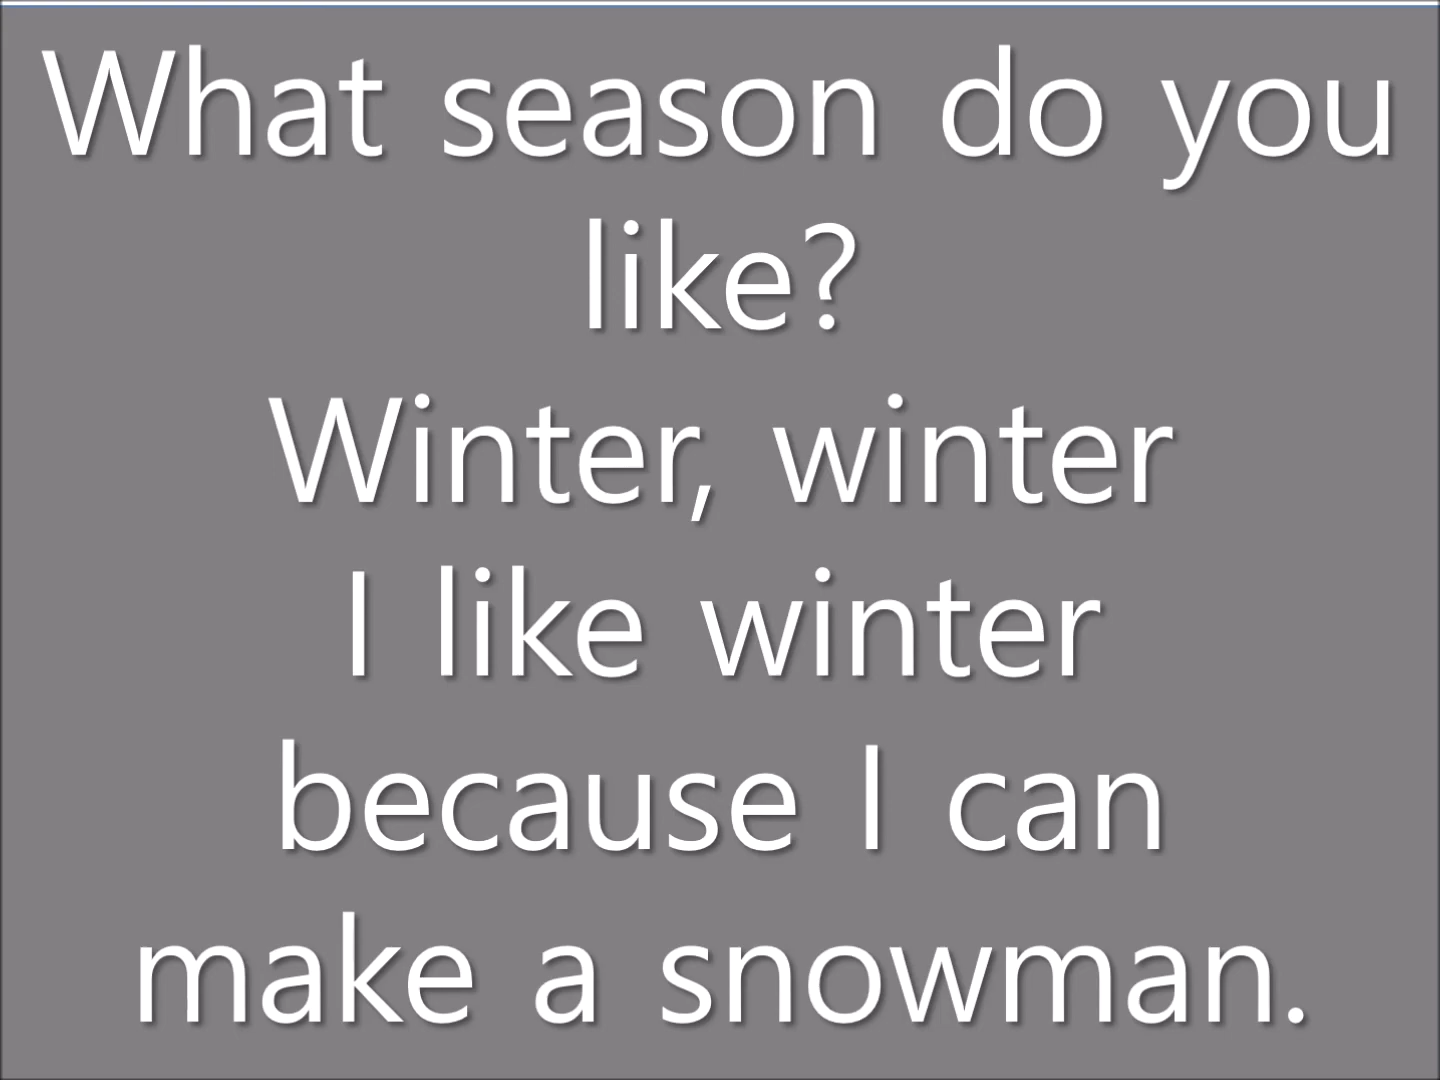 What season do you
like?
Winter, winter
I like winter
because I can
make a snowman.